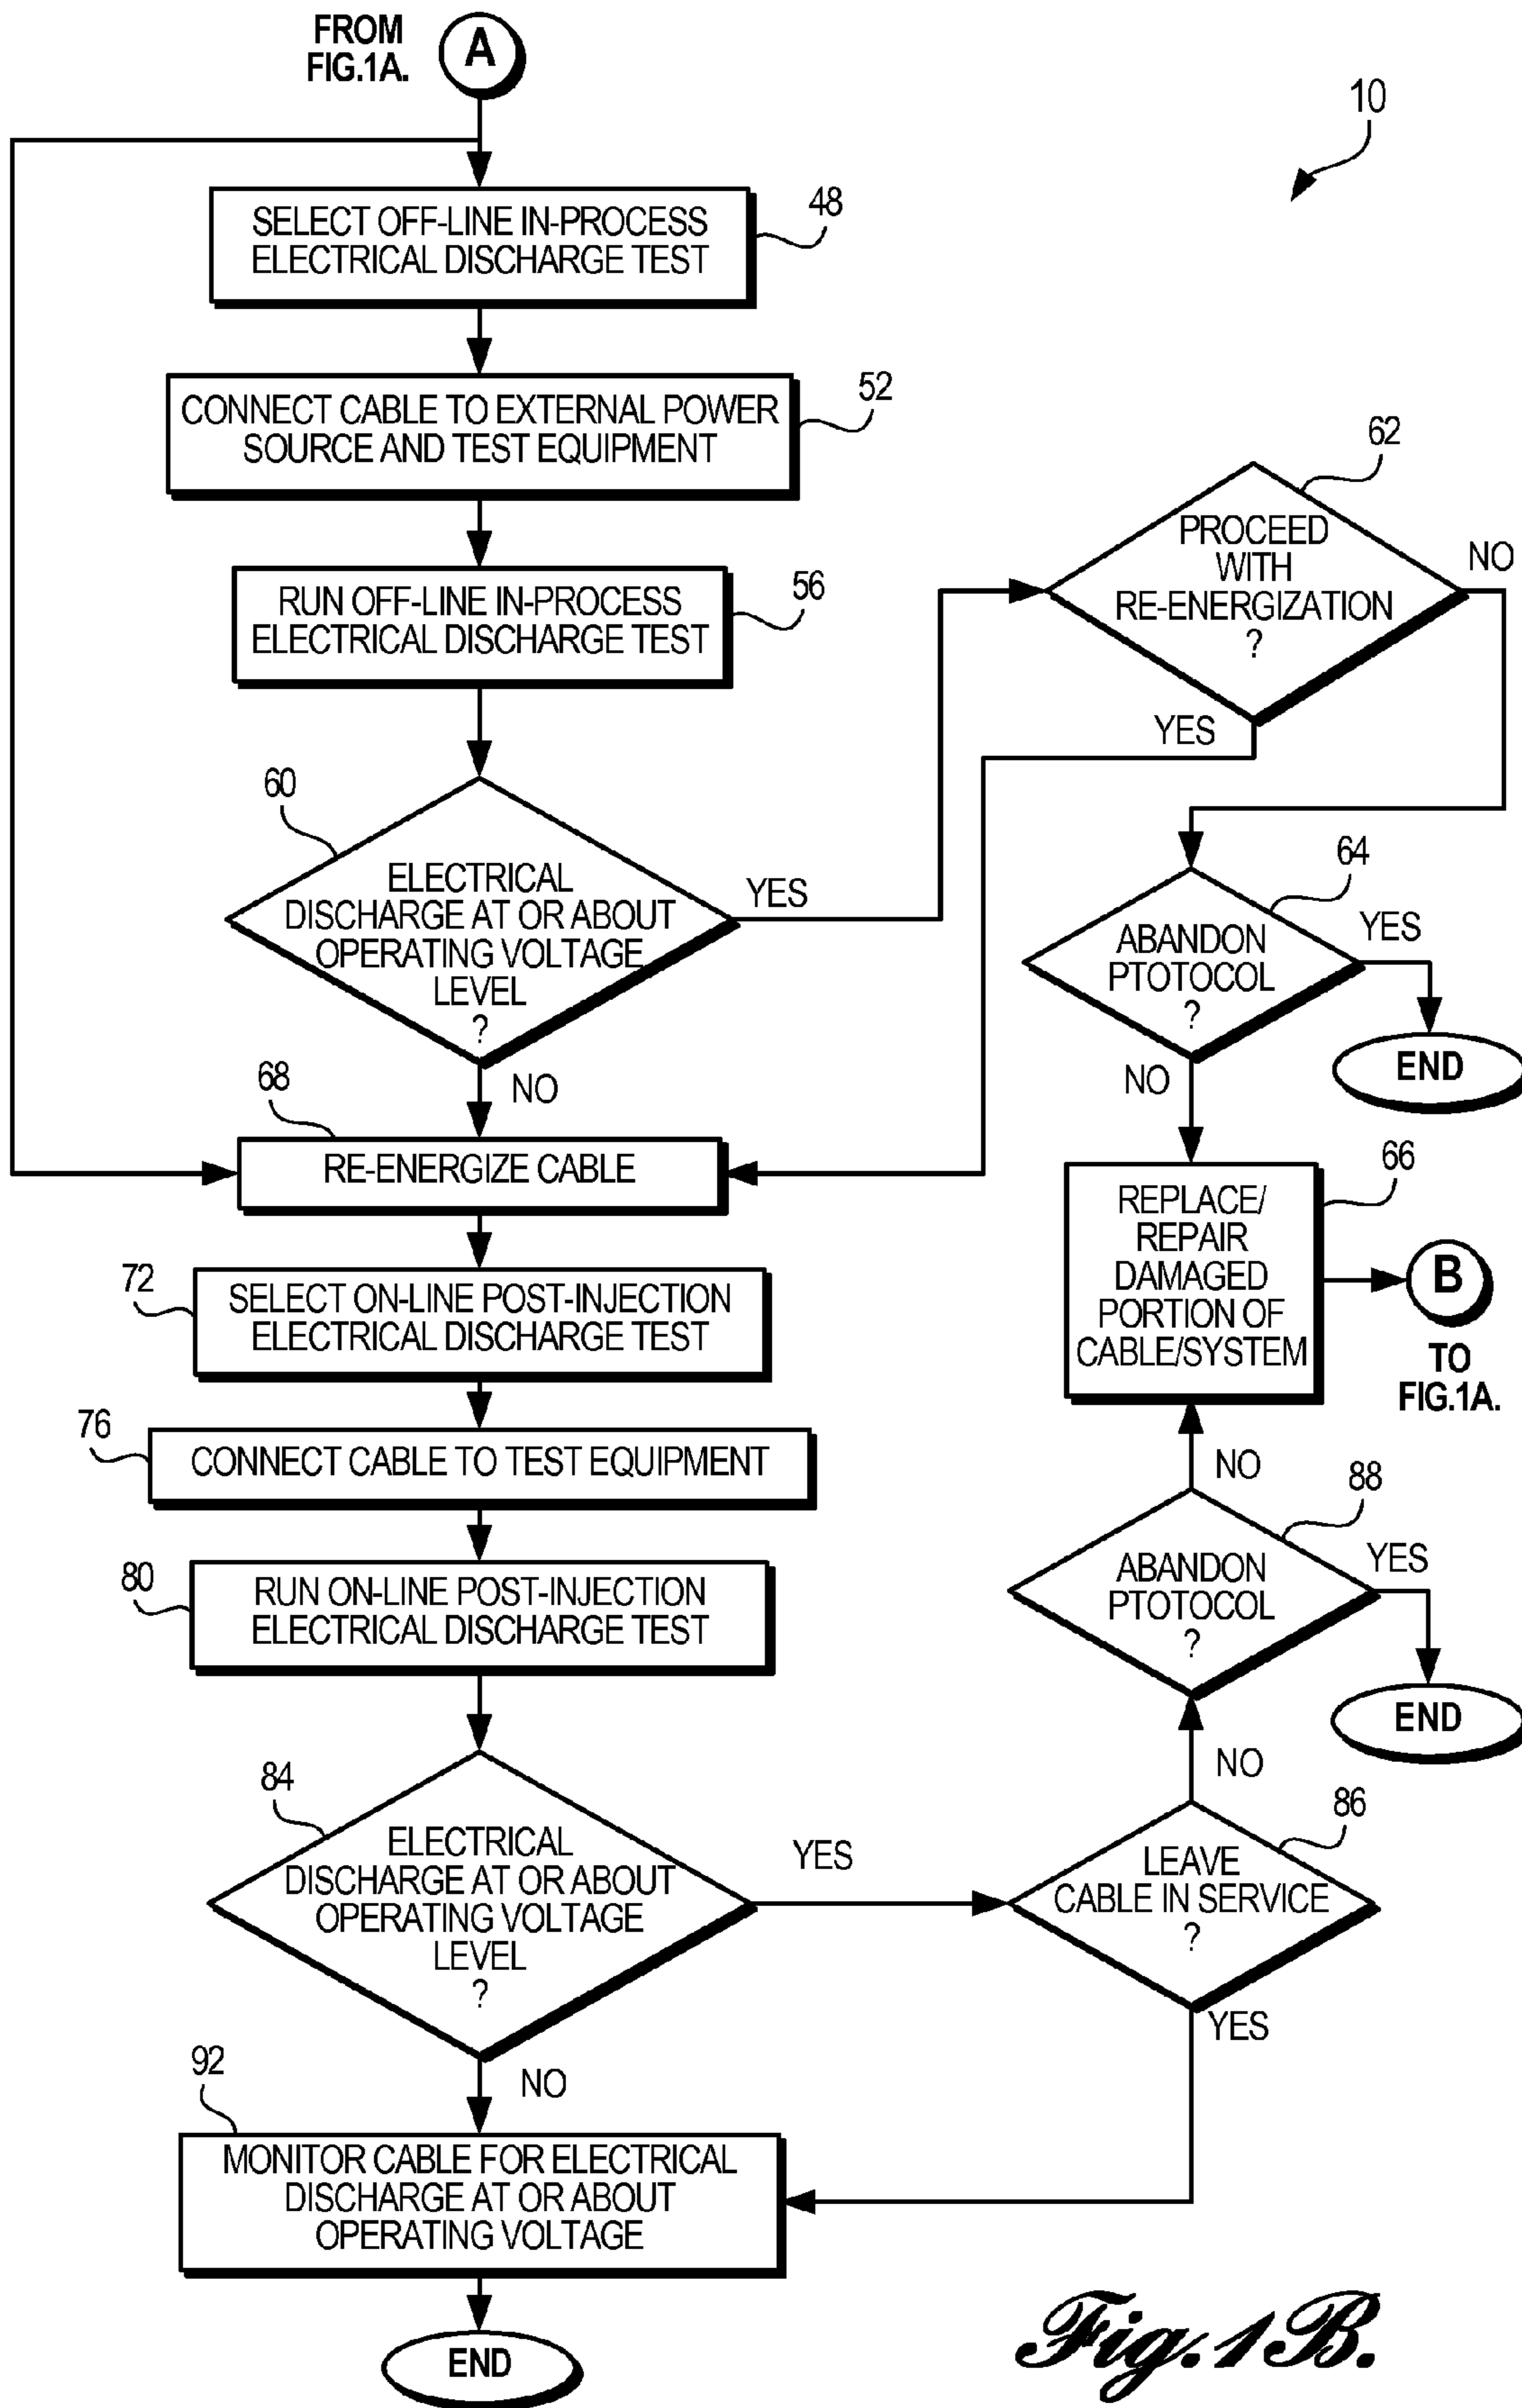 FROM
FIG.1A.
A
10
SELECT OFF-LINE IN-PROCESS
ELECTRICAL DISCHARGE TEST
48
CONNECT CABLE TO EXTERNAL POWER
SOURCE AND TEST EQUIPMENT
52
RUN OFF-LINE IN-PROCESS
ELECTRICAL DISCHARGE TEST
56
62
PROCEED
WITH
RE-ENERGIZATION
?
NO
YES
60
ELECTRICAL
DISCHARGE AT OR ABOUT
OPERATING VOLTAGE
LEVEL
?
YES
NO
64
ABANDON
PTOTOCOL
?
YES
END
NO
68
RE-ENERGIZE CABLE
66
REPLACE/
REPAIR
DAMAGED
PORTION OF
CABLE/SYSTEM
B
TO
FIG.1A.
72
SELECT ON-LINE POST-INJECTION
ELECTRICAL DISCHARGE TEST
76
CONNECT CABLE TO TEST EQUIPMENT
NO
88
ABANDON
PTOTOCOL
?
YES
END
80
RUN ON-LINE POST-INJECTION
ELECTRICAL DISCHARGE TEST
NO
84
ELECTRICAL
DISCHARGE AT OR ABOUT
OPERATING VOLTAGE
LEVEL
?
YES
86
LEAVE
CABLE IN SERVICE
?
YES
NO
92
MONITOR CABLE FOR ELECTRICAL
DISCHARGE AT OR ABOUT
OPERATING VOLTAGE
END
Fig. 1B.